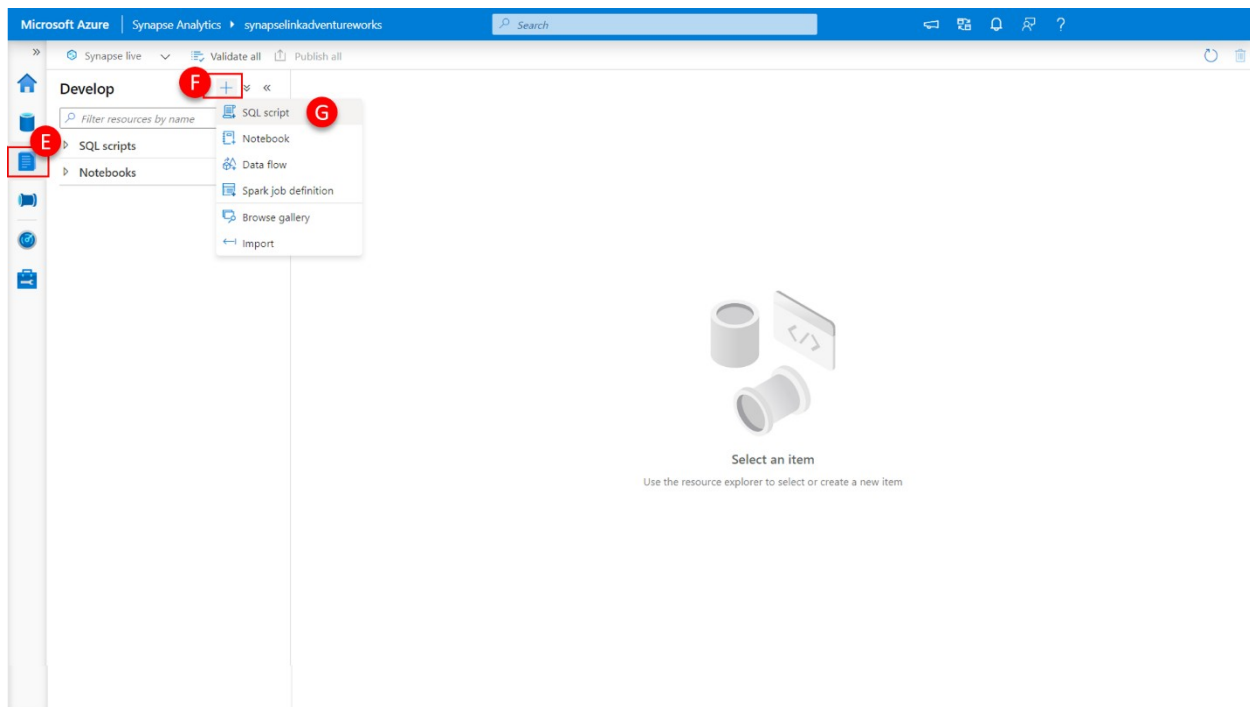 Microsoft Azure | Synapse Analytics ▸ synapselinkadventureworks
Search
?
» Synapse live Validate all Publish all
Develop
F
+
«
Filter resources by name
SQL script
G
E
SQL scripts
Notebook
Notebooks
Data flow
Spark job definition
Browse gallery
Import
</>
Select an item
Use the resource explorer to select or create a new item